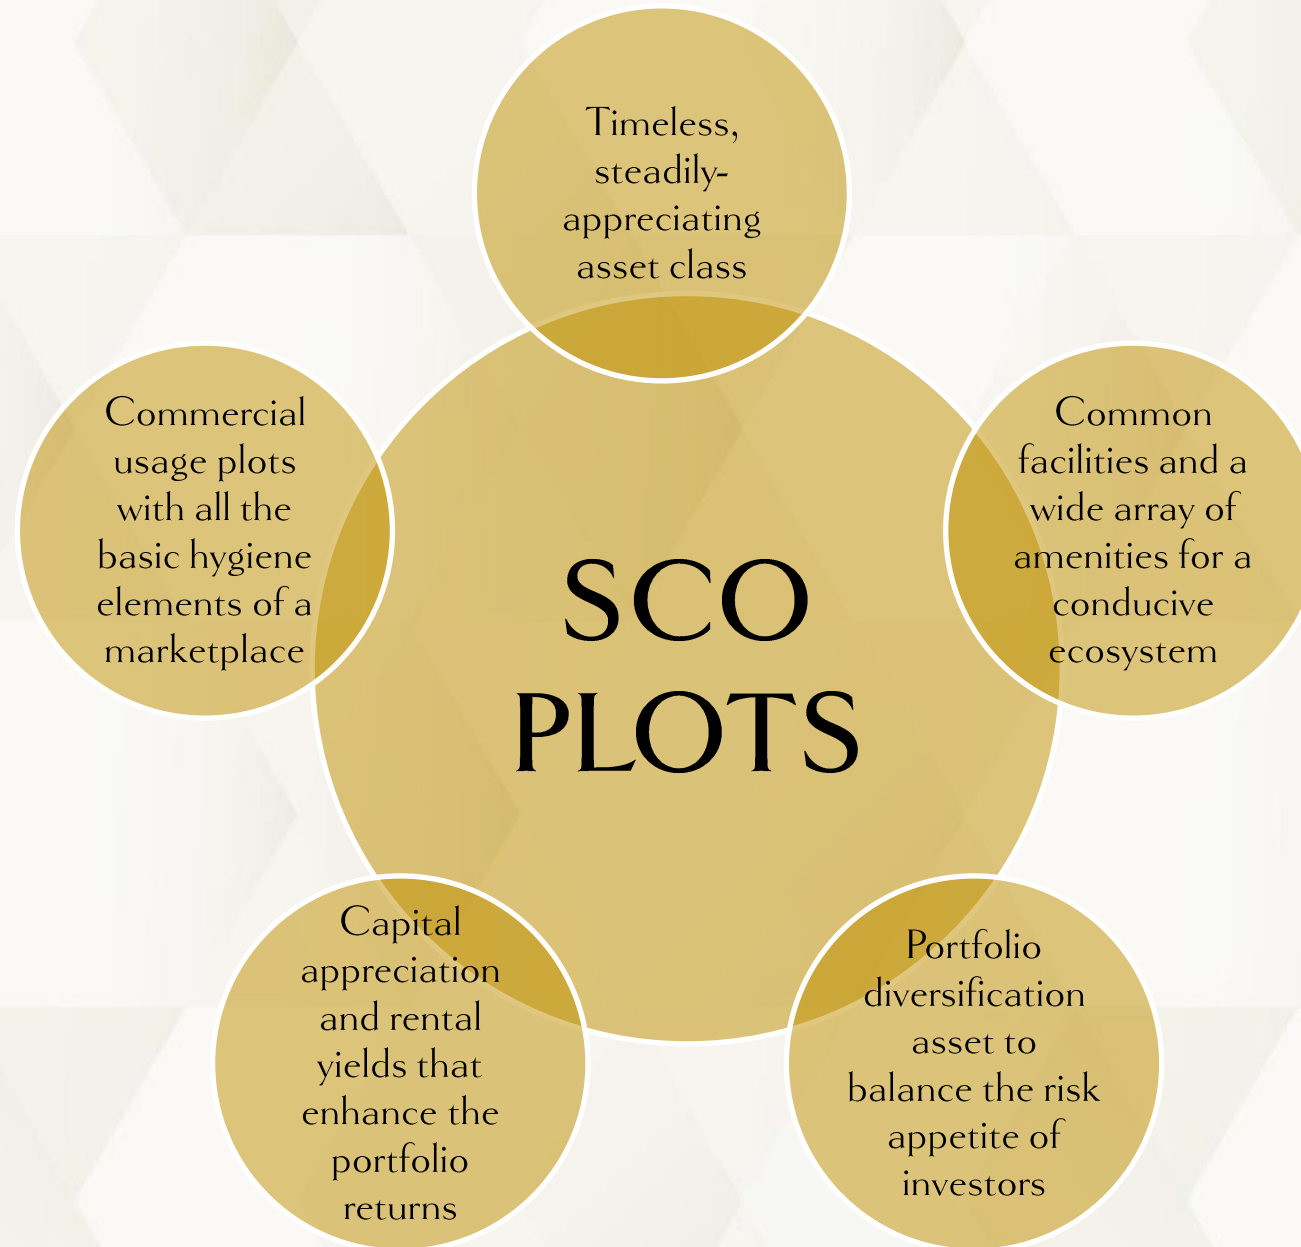 Timeless,
steadily-
appreciating
asset class
Commercial
usage plots
with all the
basic hygiene
elements of a
marketplace
Common
facilities and a
wide array of
amenities for a
conducive
ecosystem
SCO
PLOTS
Capital
appreciation
and rental
yields that
enhance the
portfolio
returns
Portfolio
diversification
asset to
balance the risk
appetite of
investors